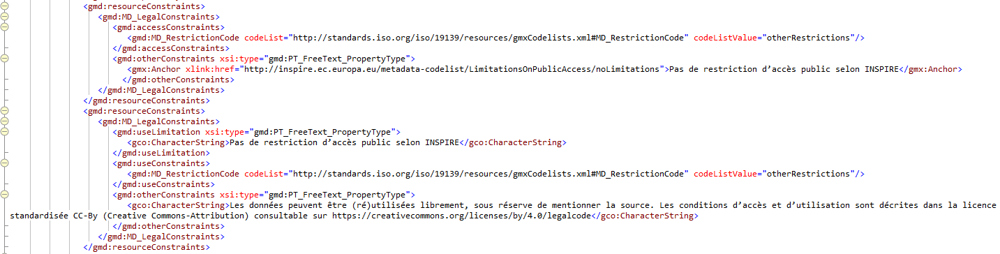 <gmd:resourceConstraints>
<gmd:MD_LegalConstraints>
<gmd:accessConstraints>
<gmd:MD_RestrictionCode codeList="http://standards.iso.org/iso/19139/resources/gmxCodelists.xml#MD_RestrictionCode" codeListValue="otherRestrictions"/>
</gmd:accessConstraints>
<gmd:otherConstraints xsi:type="gmd:PT_FreeText_PropertyType">
<gmx:Anchor xlink:href="http://inspire.ec.europa.eu/metadata-codelist/LimitationsOnPublicAccess/noLimitations">Pas de restriction d’accès public selon INSPIRE</gmx:Anchor>
</gmd:otherConstraints>
</gmd:MD_LegalConstraints>
</gmd:resourceConstraints>
<gmd:resourceConstraints>
<gmd:MD_LegalConstraints>
<gmd:useLimitation xsi:type="gmd:PT_FreeText_PropertyType">
<gco:CharacterString>Pas de restriction d’accès public selon INSPIRE</gco:CharacterString>
</gmd:useLimitation>
<gmd:useConstraints>
<gmd:MD_RestrictionCode codeList="http://standards.iso.org/iso/19139/resources/gmxCodelists.xml#MD_RestrictionCode" codeListValue="otherRestrictions"/>
</gmd:useConstraints>
<gmd:otherConstraints xsi:type="gmd:PT_FreeText_PropertyType">
<gco:CharacterString>Les données peuvent être (ré)utilisées librement, sous réserve de mentionner la source. Les conditions d’accès et d’utilisation sont décrites dans la licence
standardisée CC-By (Creative Commons-Attribution) consultable sur https://creativecommons.org/licenses/by/4.0/legalcode</gco:CharacterString>
</gmd:otherConstraints>
</gmd:MD_LegalConstraints>
</gmd:resourceConstraints>